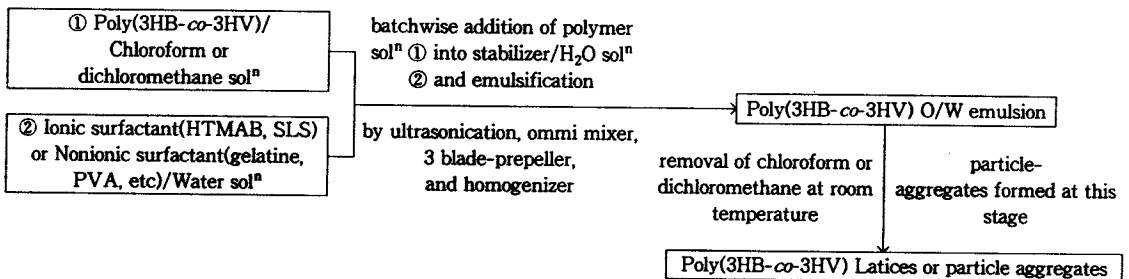 ① Poly(3HB-co-3HV)/
Chloroform or
dichloromethane solⁿ
② Ionic surfactant(HTMAB, SLS)
or Nonionic surfactant(gelatine,
PVA, etc)/Water solⁿ
batchwise addition of polymer
solⁿ ① into stabilizer/H₂O solⁿ
② and emulsification
by ultrasonication, ommi mixer,
3 blade-prepeller,
and homogenizer
Poly(3HB-co-3HV) O/W emulsion
removal of chloroform or
dichloromethane at room
temperature
particle-
aggregates formed at this
stage
Poly(3HB-co-3HV) Latices or particle aggregates